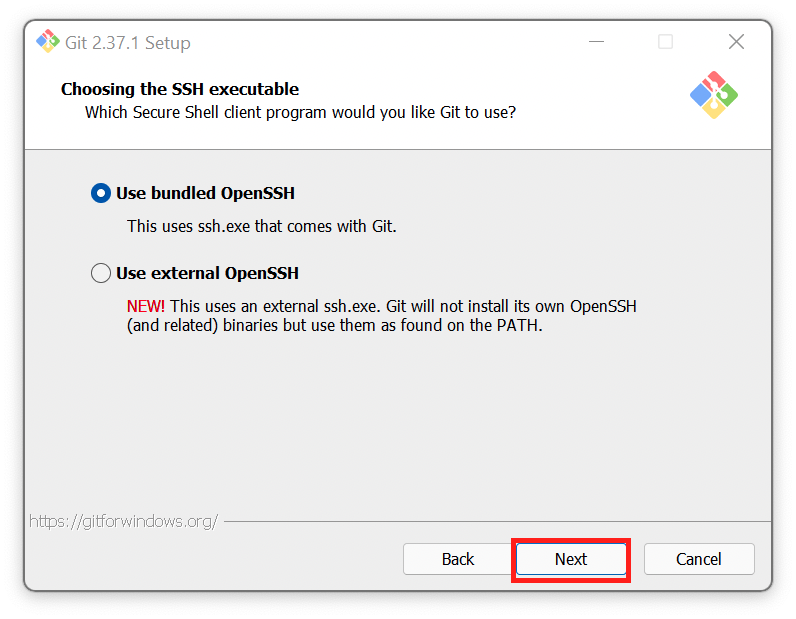 Git 2.37.1 Setup
Choosing the SSH executable
Which Secure Shell client program would you like Git to use?
Use bundled OpenSSH
This uses ssh.exe that comes with Git.
Use external OpenSSH
NEW! This uses an external ssh.exe. Git will not install its own OpenSSH
(and related) binaries but use them as found on the PATH.
https://gitforwindows.org/
Back Next Cancel